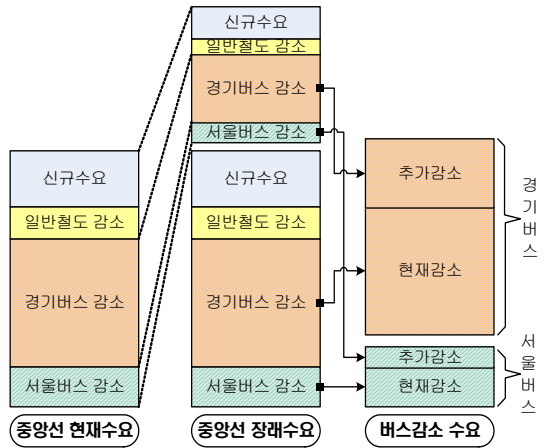 신규수요
일반철도 감소
경기버스 감소
서울버스 감소
신규수요
일반철도 감소
경기버스 감소
서울버스 감소
중앙선 현재수요
신규수요
일반철도 감소
경기버스 감소
서울버스 감소
중앙선 장래수요
추가감소
현재감소
경기버스
추가감소
현재감소
서울버스
버스감소 수요